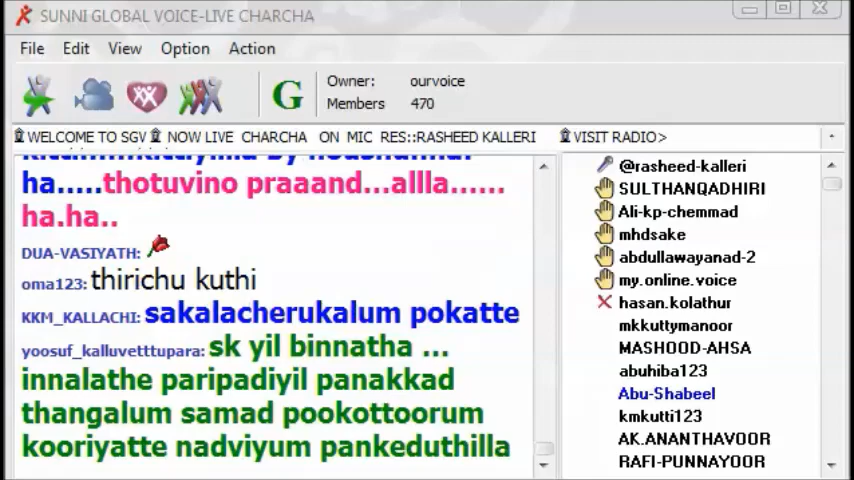 SUNNI GLOBAL VOICE-LIVE CHARCHA
File Edit View Option Action
G
Owner: ourvoice
Members 470
WELCOME TO SGV NOW LIVE CHARCHA ON MIC RES::RASHEED KALLERI
VISIT RADIO>
ha.....thotuvino praaand...allla......
ha.ha..
DUA-VASIYATH:
oma123: thirichu kuthi
KKM_KALLACHI: sakalacherukalum pokatte
yoosuf_kalluvetttupara: sk yil binnatha ...
innalathe paripadiyil panakkad
thangalum samad pookottoorum
kooriyatte nadviyum pankeduthilla
@rasheed-kalleri
SULTHANQADHIRI
Ali-kp-chemmad
mhdsake
abdullawayanad-2
my.online.voice
hasan.kolathur
mkkuttymanoor
MASHOOD-AHSA
abuhiba123
Abu-Shabeel
kmkutti123
AK.ANANTHAVOOR
RAFI-PUNNAYOOR